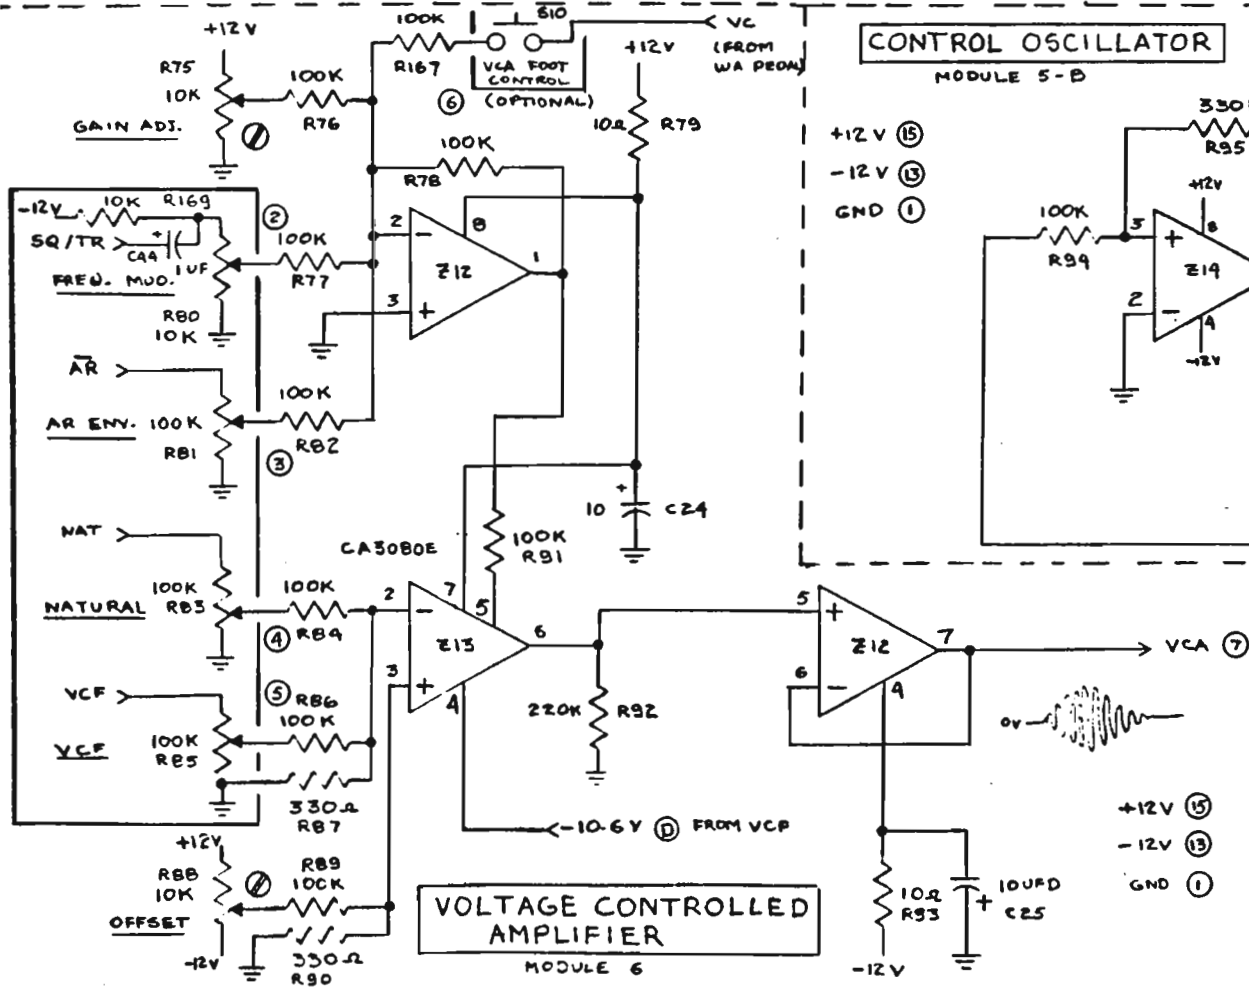 +12V
R75
10K
GAIN ADJ.
100K
R76
100K
R167
S10
VCA FOOT
CONTROL
(OPTIONAL)
6
VC
(FROM
WA PEDAL)
+12V
10Ω
R79
100K
R78
-12V
10K
R169
SQ/TR
+
C44
1UF
FREQ. MUO.
R80
10K
2
100K
R77
2
-
8
Z12
1
3
+
AR
AR ENV.
100K
R81
100K
R82
3
+
10
C24
NAT
NATURAL
100K
R83
100K
R84
4
CA3080E
100K
R91
2
-
7
5
Z13
6
3
+
4
VCF
VCF
100K
R85
5
R86
100K
330Ω
R87
220K
R92
-10.6V
D
FROM VCF
5
+
Z12
7
6
-
4
VCA
7
0V
+12V
R88
10K
OFFSET
-12V
R89
100K
330Ω
R90
VOLTAGE CONTROLLED
AMPLIFIER
MODULE 6
10Ω
R93
-12V
10UFD
+
C25
+12V 15
-12V 13
GND 1
CONTROL OSCILLATOR
MODULE 5-B
+12V 15
-12V 13
GND 1
330
R95
100K
R94
+12V
3
+
8
Z14
2
-
4
-12V